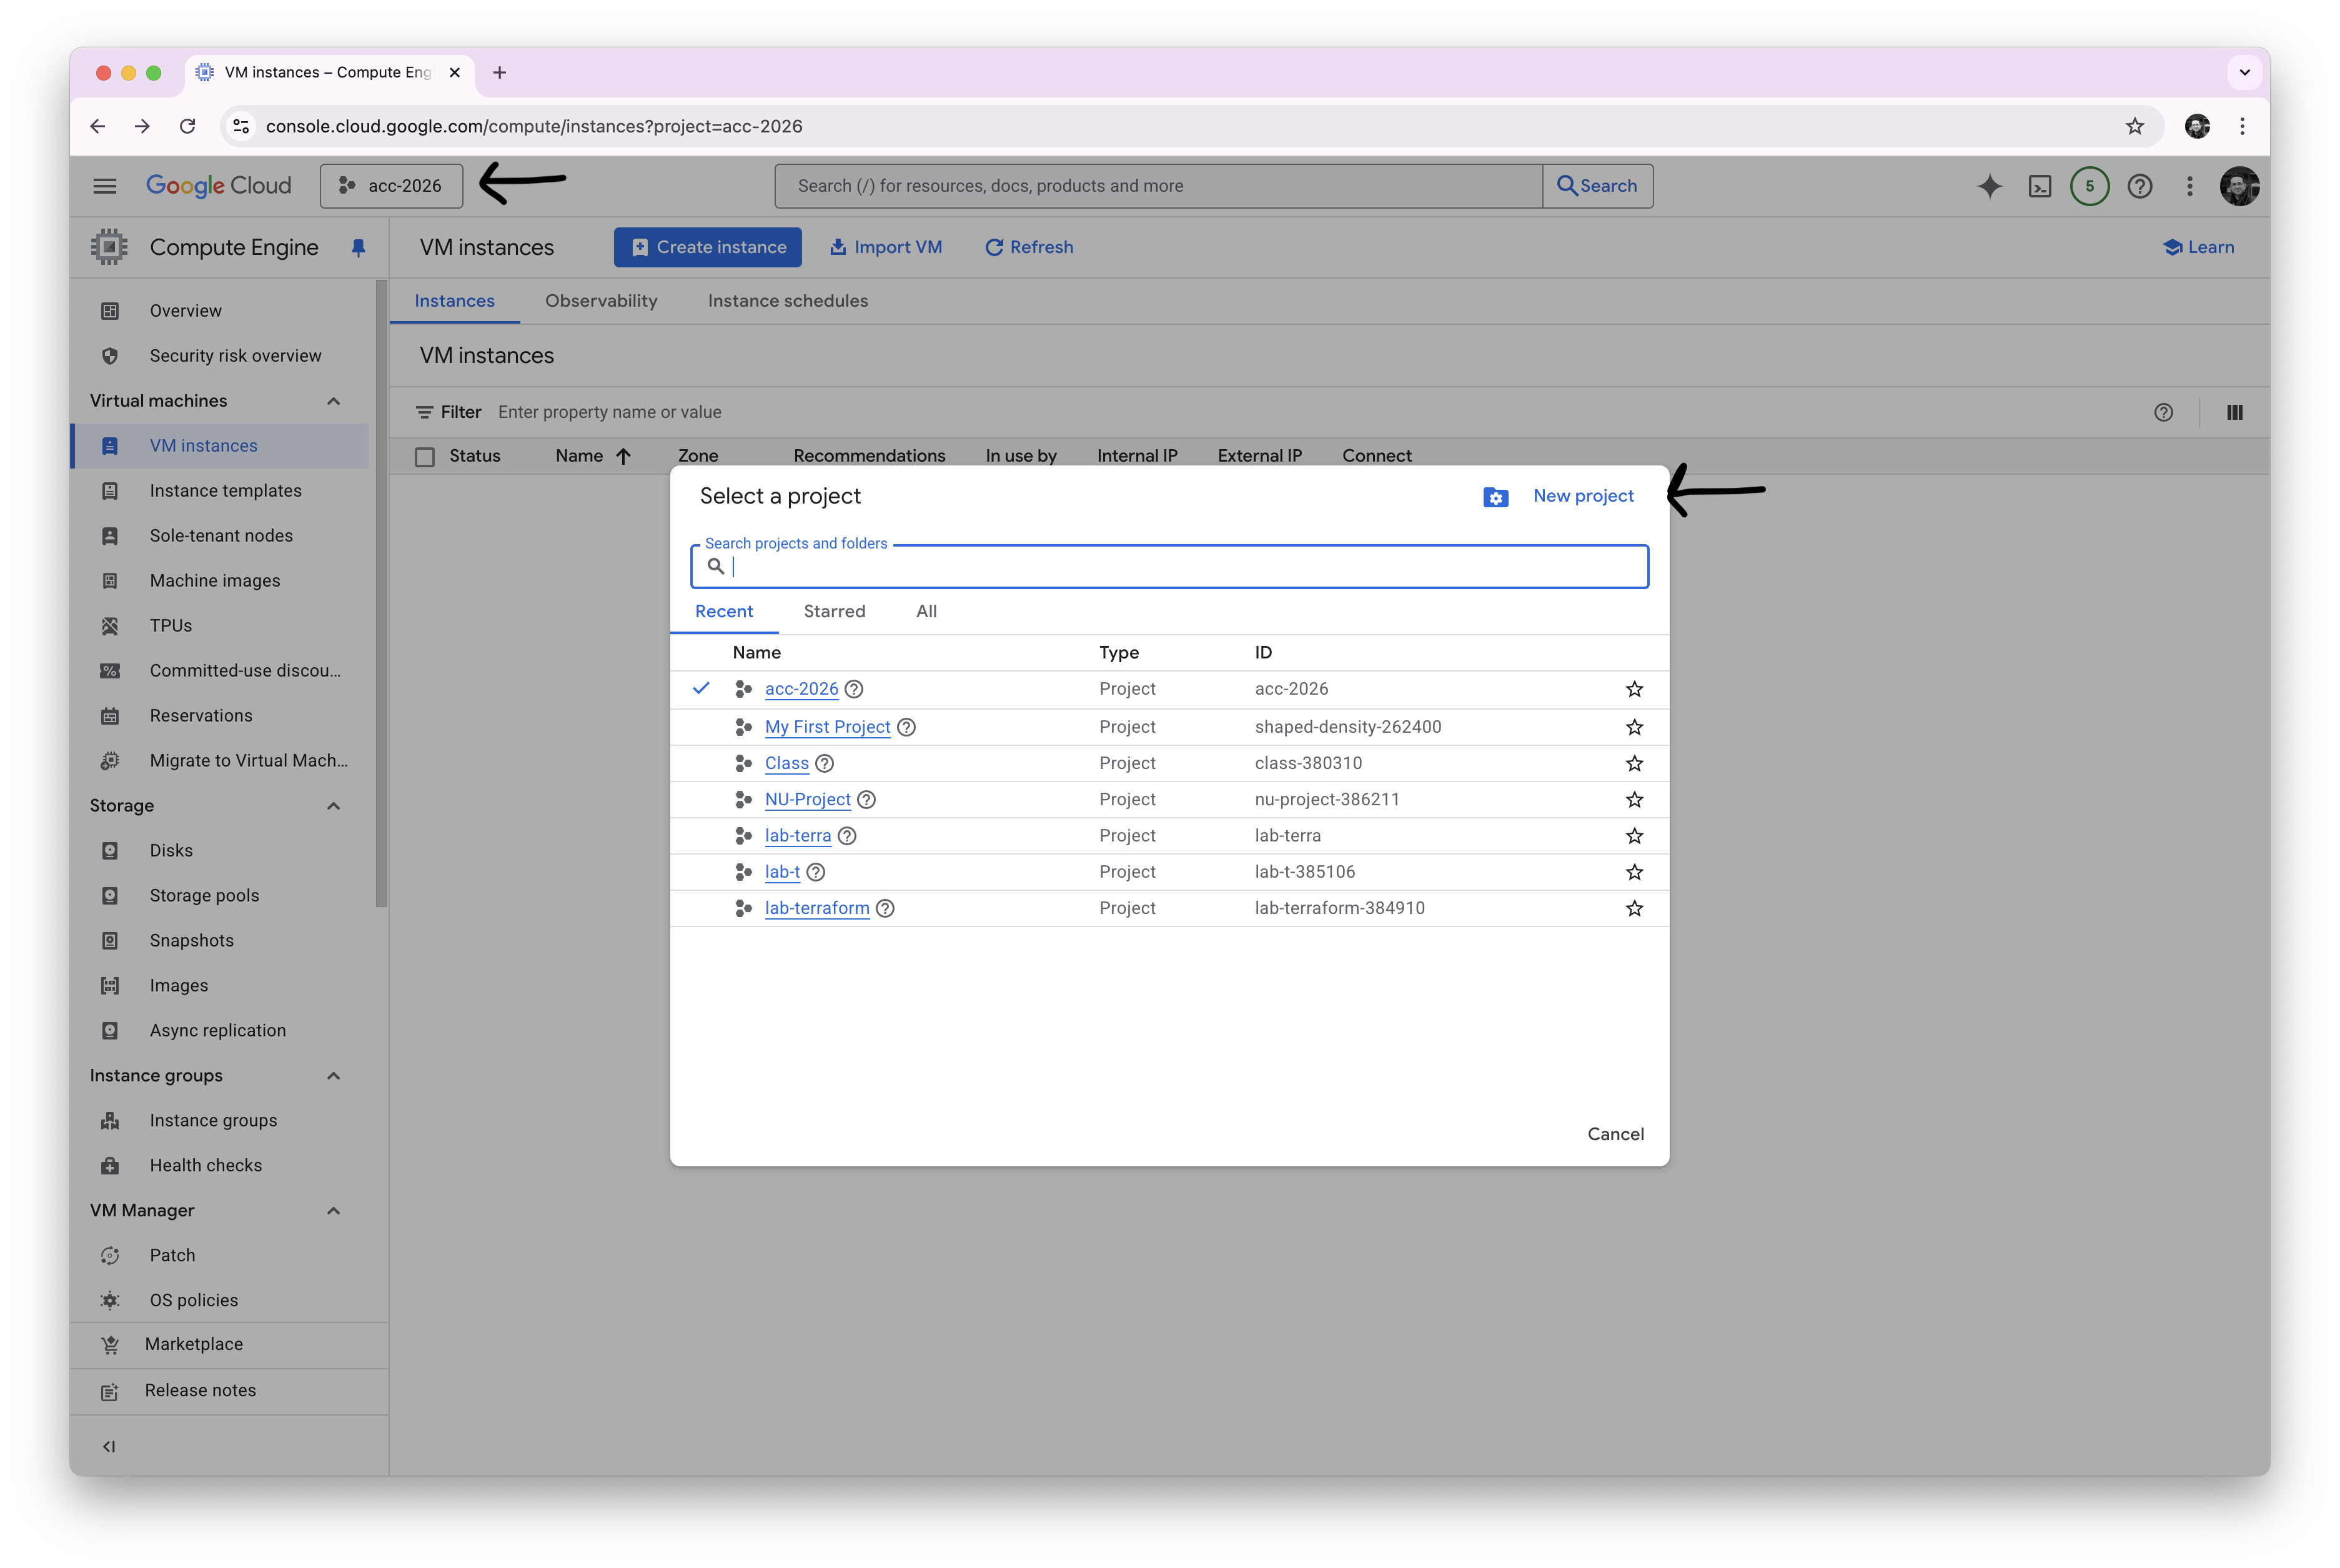 VM instances – Compute Eng
console.cloud.google.com/compute/instances?project=acc-2026
Google Cloud
acc-2026
Search (/) for resources, docs, products and more
Search
5
Compute Engine
VM instances
Create instance
Import VM
Refresh
Learn
Overview
Security risk overview
Virtual machines
VM instances
Instance templates
Sole-tenant nodes
Machine images
TPUs
Committed-use discou...
Reservations
Migrate to Virtual Mach...
Storage
Disks
Storage pools
Snapshots
Images
Async replication
Instance groups
Instance groups
Health checks
VM Manager
Patch
OS policies
Marketplace
Release notes
Instances Observability Instance schedules
VM instances
Filter Enter property name or value
Status Name Zone Recommendations In use by Internal IP External IP Connect
Select a project
New project
Search projects and folders
Recent Starred All
Name Type ID
acc-2026 Project acc-2026
My First Project Project shaped-density-262400
Class Project class-380310
NU-Project Project nu-project-386211
lab-terra Project lab-terra
lab-t Project lab-t-385106
lab-terraform Project lab-terraform-384910
Cancel